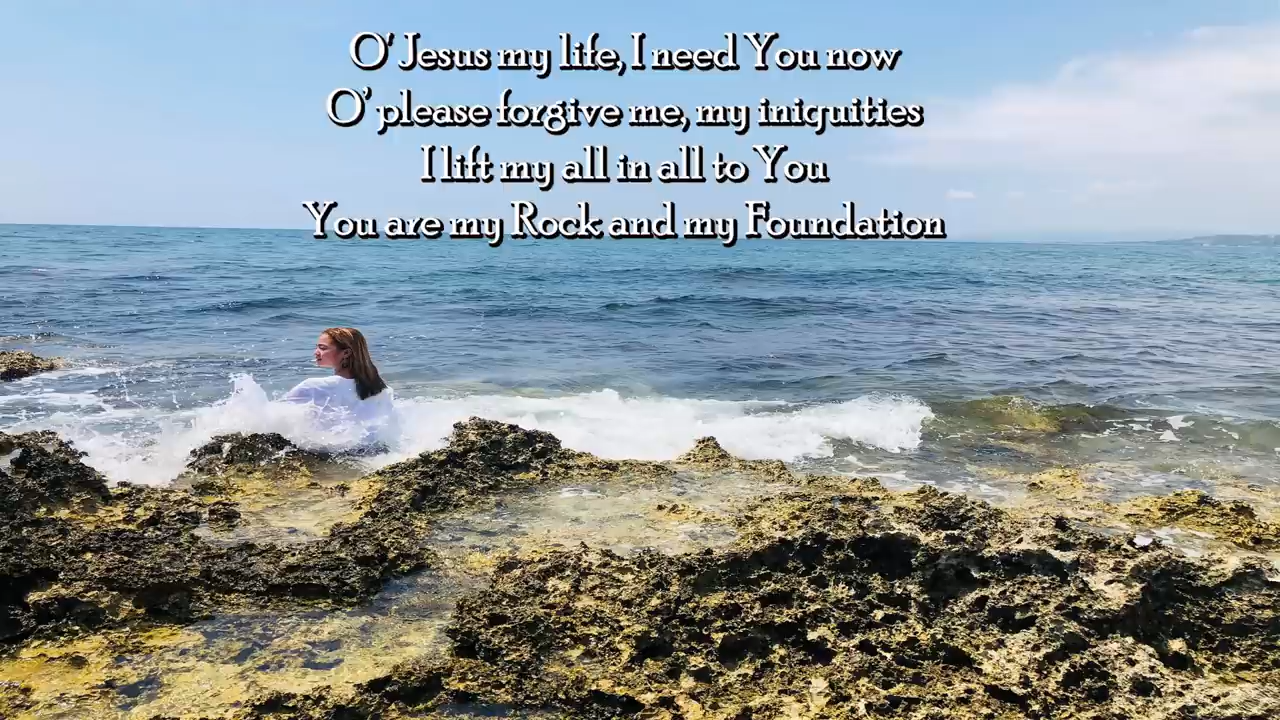 O' Jesus my life, I need You now
O' please forgive me, my iniquities
I lift my all in all to You
You are my Rock and my Foundation